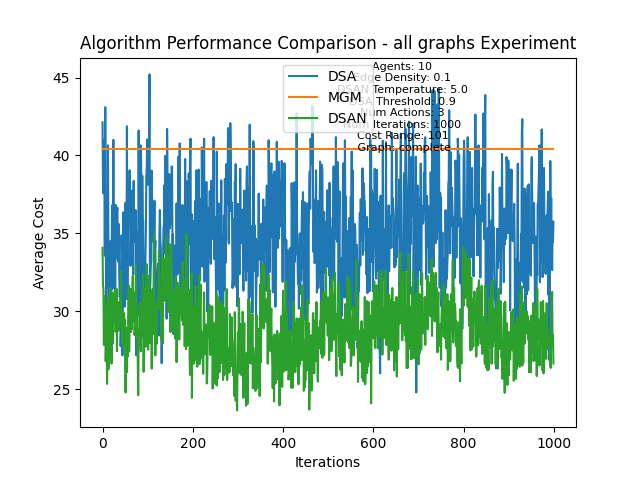 Algorithm Performance Comparison - all graphs Experiment
Agents: 10
Edge Density: 0.1
DSAN Temperature: 5.0
DSA Threshold: 0.9
Num Actions: 3
Num Iterations: 1000
Cost Range: 101
Graph: complete
DSA
MGM
DSAN
45
40
35
30
25
Average Cost
0
200
400
600
800
1000
Iterations